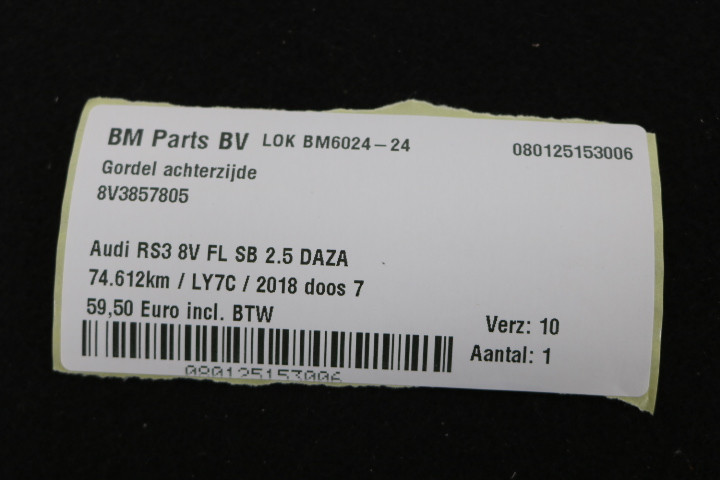 BM Parts BV LOK BM6024-24 080125153006
Gordel achterzijde
8V3857805
Audi RS3 8V FL SB 2.5 DAZA
74.612km / LY7C / 2018 doos 7
59,50 Euro incl. BTW
Verz: 10
Aantal: 1
080125153006